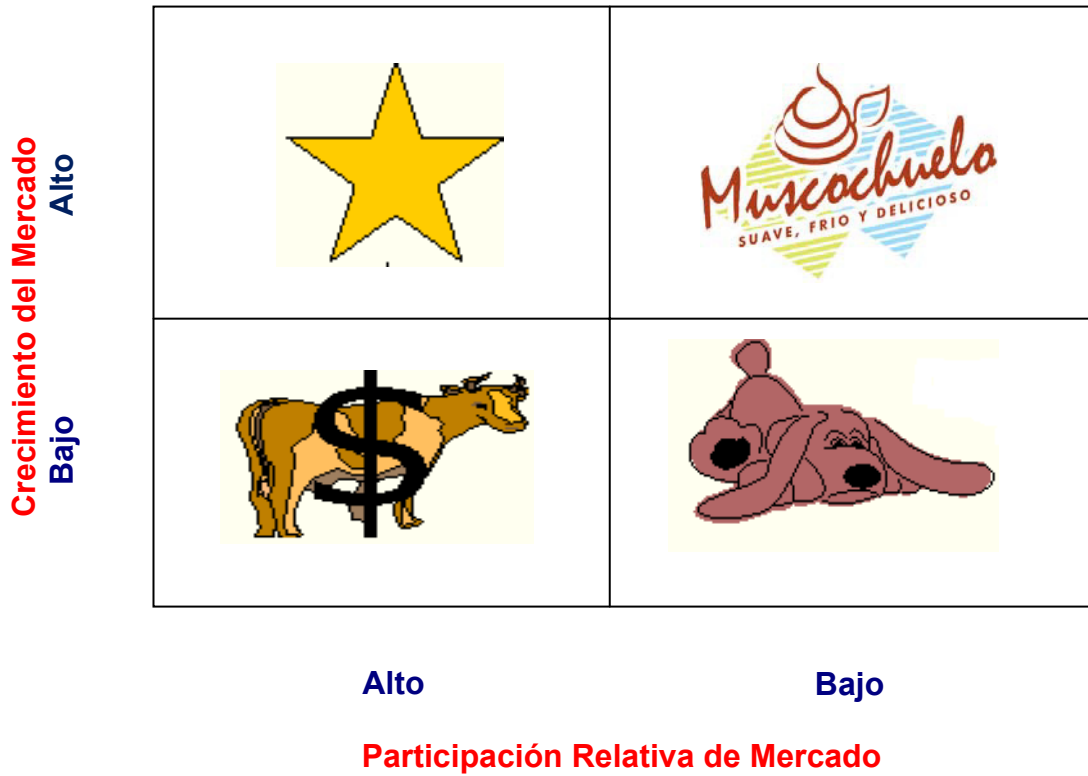 Crecimiento del Mercado
Alto
Bajo
Muscochuelo
SUAVE, FRIO Y DELICIOSO
$
Alto
Bajo
Participación Relativa de Mercado